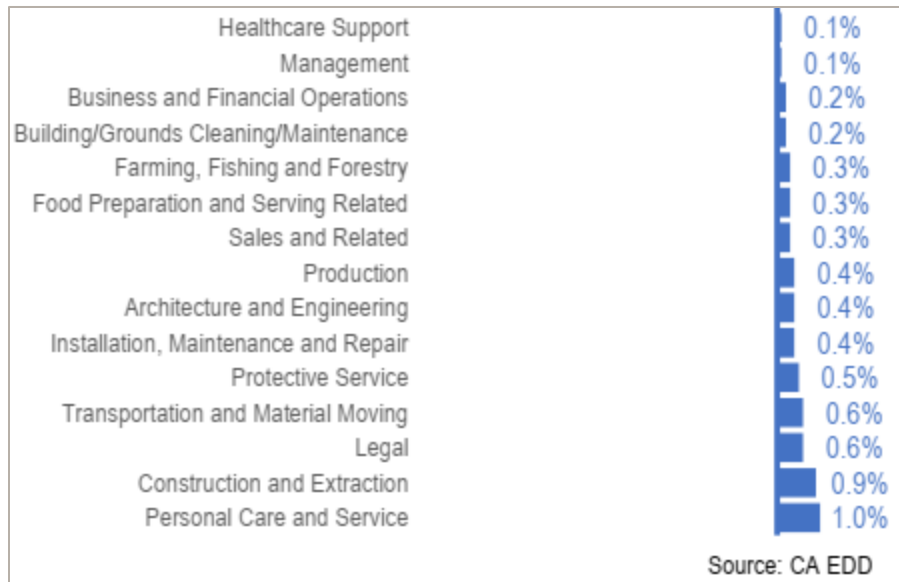 Healthcare Support 0.1%
Management 0.1%
Business and Financial Operations 0.2%
Building/Grounds Cleaning/Maintenance 0.2%
Farming, Fishing and Forestry 0.3%
Food Preparation and Serving Related 0.3%
Sales and Related 0.3%
Production 0.4%
Architecture and Engineering 0.4%
Installation, Maintenance and Repair 0.4%
Protective Service 0.5%
Transportation and Material Moving 0.6%
Legal 0.6%
Construction and Extraction 0.9%
Personal Care and Service 1.0%
Source: CA EDD